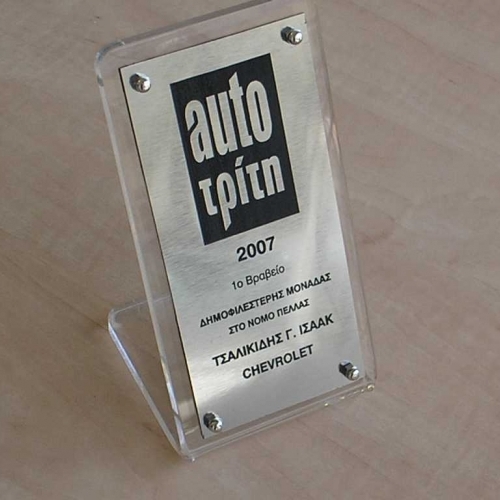 auto
τρίτη
2007
1ο Βραβείο
ΔΗΜΟΦΙΛΕΣΤΕΡΗΣ ΜΟΝΑΔΑΣ
ΣΤΟ ΝΟΜΟ ΠΕΛΛΑΣ
ΤΣΑΛΙΚΙΔΗΣ Γ. ΙΣΑΑΚ
CHEVROLET